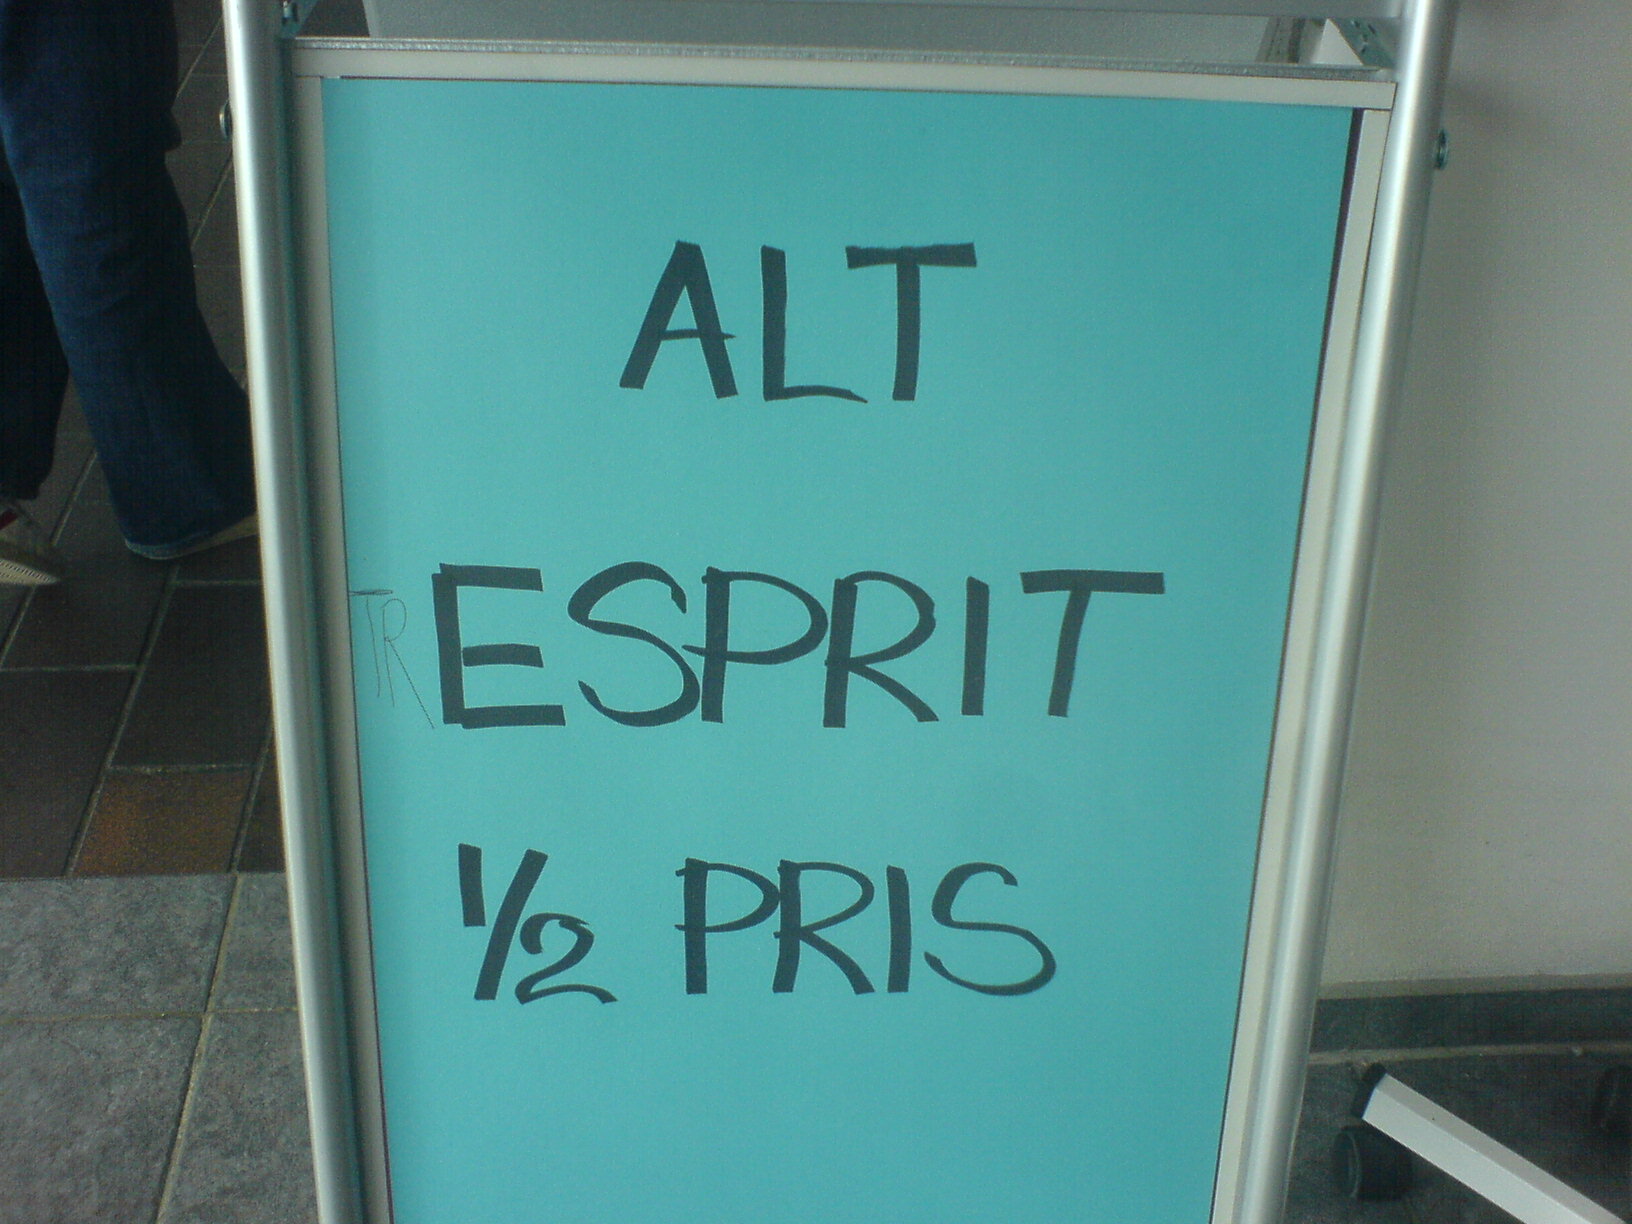 ALT
TRESPRIT
1/2 PRIS